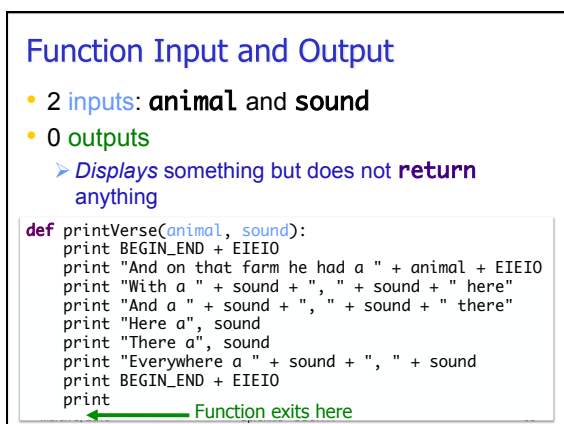 Function Input and Output
• 2 inputs: animal and sound
• 0 outputs
➢ Displays something but does not return
anything
def printVerse(animal, sound):
    print BEGIN_END + EIEIO
    print "And on that farm he had a " + animal + EIEIO
    print "With a " + sound + ", " + sound + " here"
    print "And a " + sound + ", " + sound + " there"
    print "Here a", sound
    print "There a", sound
    print "Everywhere a " + sound + ", " + sound
    print BEGIN_END + EIEIO
    print
Function exits here